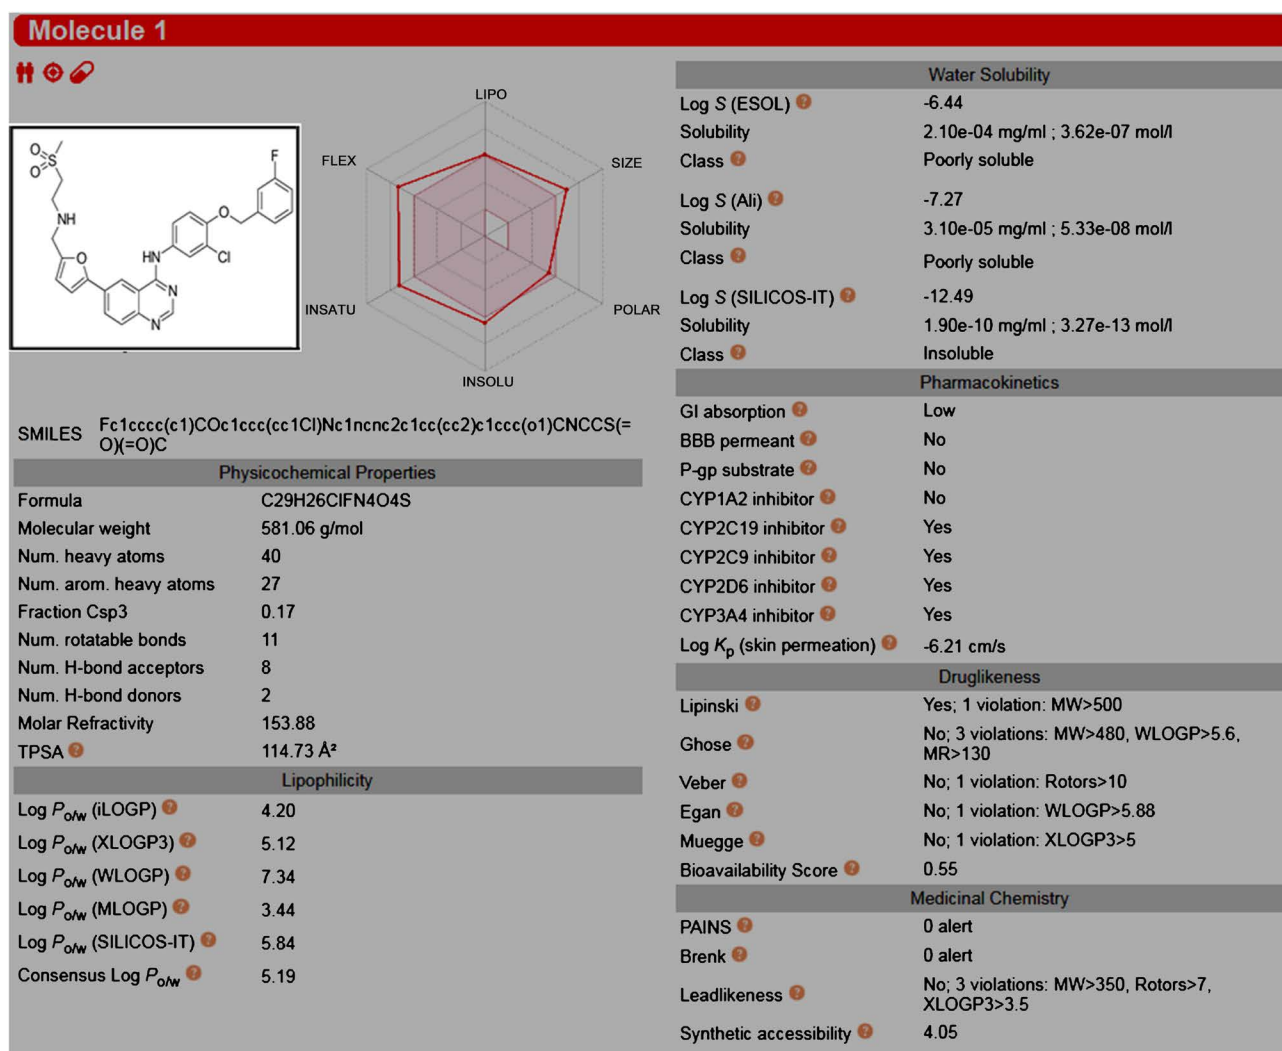 Molecule 1
LIPO
FLEX
SIZE
INSATU
POLAR
INSOLU
S
O
O
NH
O
F
O
Cl
HN
N
N
SMILES Fc1cccc(c1)COc1ccc(cc1Cl)Nc1ncnc2c1cc(cc2)c1ccc(o1)CNCCS(=
O)(=O)C
Physicochemical Properties
Formula C29H26ClFN4O4S
Molecular weight 581.06 g/mol
Num. heavy atoms 40
Num. arom. heavy atoms 27
Fraction Csp3 0.17
Num. rotatable bonds 11
Num. H-bond acceptors 8
Num. H-bond donors 2
Molar Refractivity 153.88
TPSA ? 114.73 Å²
Lipophilicity
Log Po/w (iLOGP) ? 4.20
Log Po/w (XLOGP3) ? 5.12
Log Po/w (WLOGP) ? 7.34
Log Po/w (MLOGP) ? 3.44
Log Po/w (SILICOS-IT) ? 5.84
Consensus Log Po/w ? 5.19
Water Solubility
Log S (ESOL) ? -6.44
Solubility 2.10e-04 mg/ml ; 3.62e-07 mol/l
Class ? Poorly soluble
Log S (Ali) ? -7.27
Solubility 3.10e-05 mg/ml ; 5.33e-08 mol/l
Class ? Poorly soluble
Log S (SILICOS-IT) ? -12.49
Solubility 1.90e-10 mg/ml ; 3.27e-13 mol/l
Class ? Insoluble
Pharmacokinetics
GI absorption ? Low
BBB permeant ? No
P-gp substrate ? No
CYP1A2 inhibitor ? No
CYP2C19 inhibitor ? Yes
CYP2C9 inhibitor ? Yes
CYP2D6 inhibitor ? Yes
CYP3A4 inhibitor ? Yes
Log Kp (skin permeation) ? -6.21 cm/s
Druglikeness
Lipinski ? Yes; 1 violation: MW>500
Ghose ? No; 3 violations: MW>480, WLOGP>5.6,
MR>130
Veber ? No; 1 violation: Rotors>10
Egan ? No; 1 violation: WLOGP>5.88
Muegge ? No; 1 violation: XLOGP3>5
Bioavailability Score ? 0.55
Medicinal Chemistry
PAINS ? 0 alert
Brenk ? 0 alert
Leadlikeness ? No; 3 violations: MW>350, Rotors>7,
XLOGP3>3.5
Synthetic accessibility ? 4.05